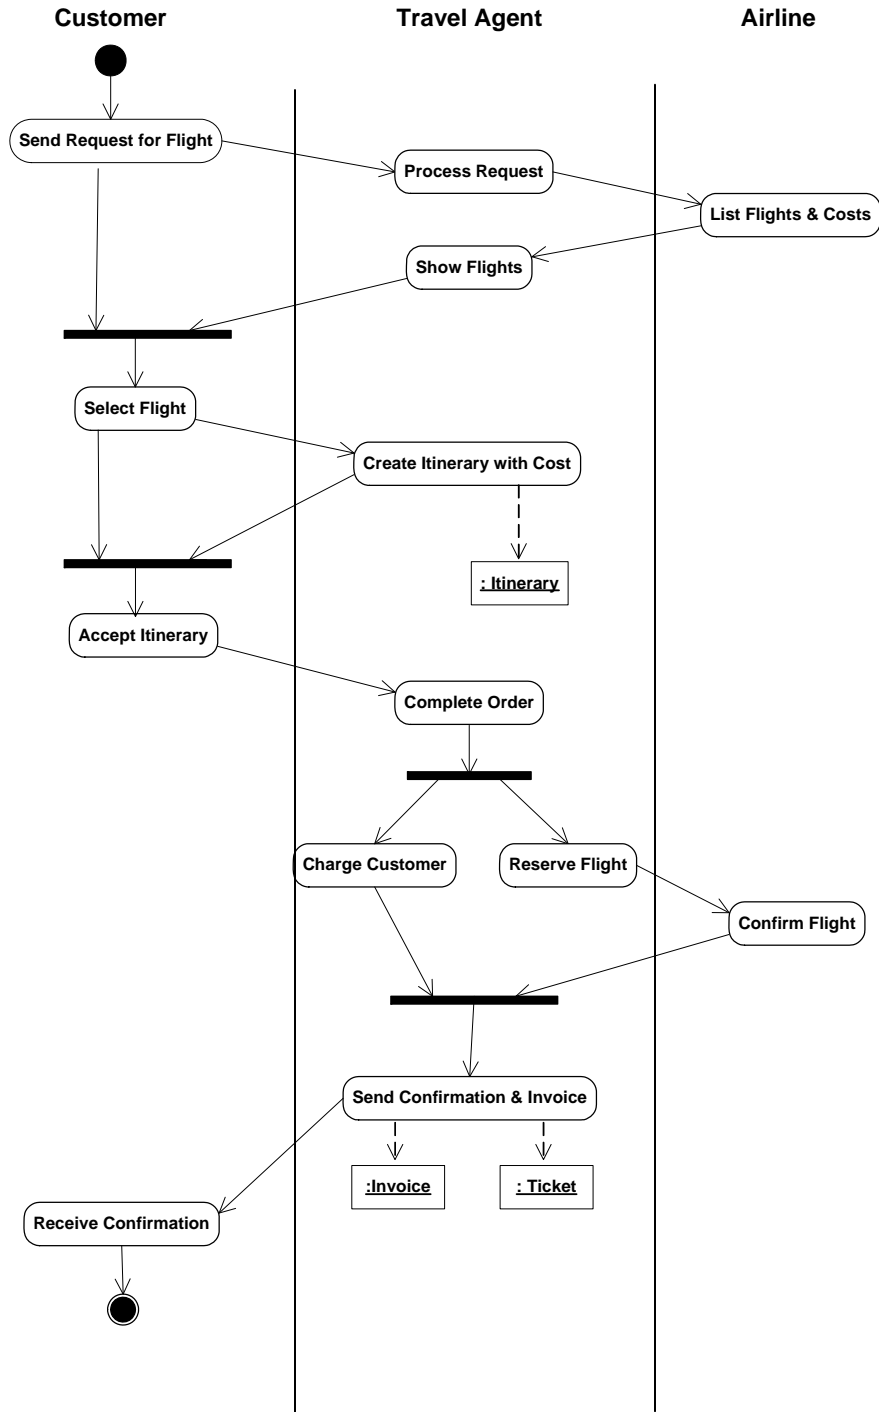 Customer
Travel Agent
Airline
Send Request for Flight
Process Request
List Flights & Costs
Show Flights
Select Flight
Create Itinerary with Cost
: Itinerary
Accept Itinerary
Complete Order
Charge Customer
Reserve Flight
Confirm Flight
Send Confirmation & Invoice
:Invoice
: Ticket
Receive Confirmation